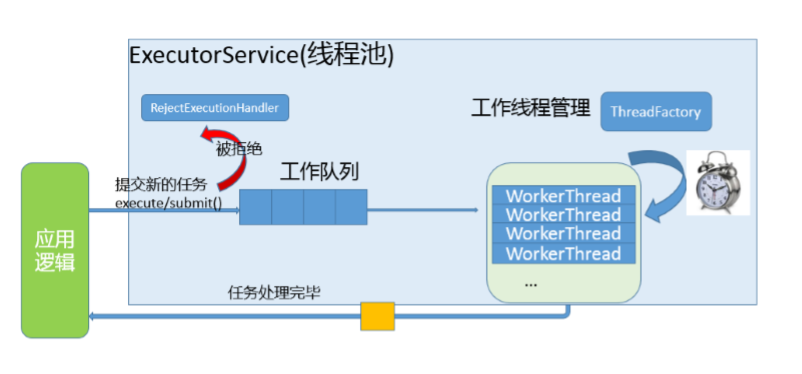 ExecutorService(线程池)
RejectExecutionHandler
工作线程管理
ThreadFactory
被拒绝
工作队列
提交新的任务
execute/submit()
应用
逻辑
WorkerThread
WorkerThread
WorkerThread
WorkerThread
...
任务处理完毕